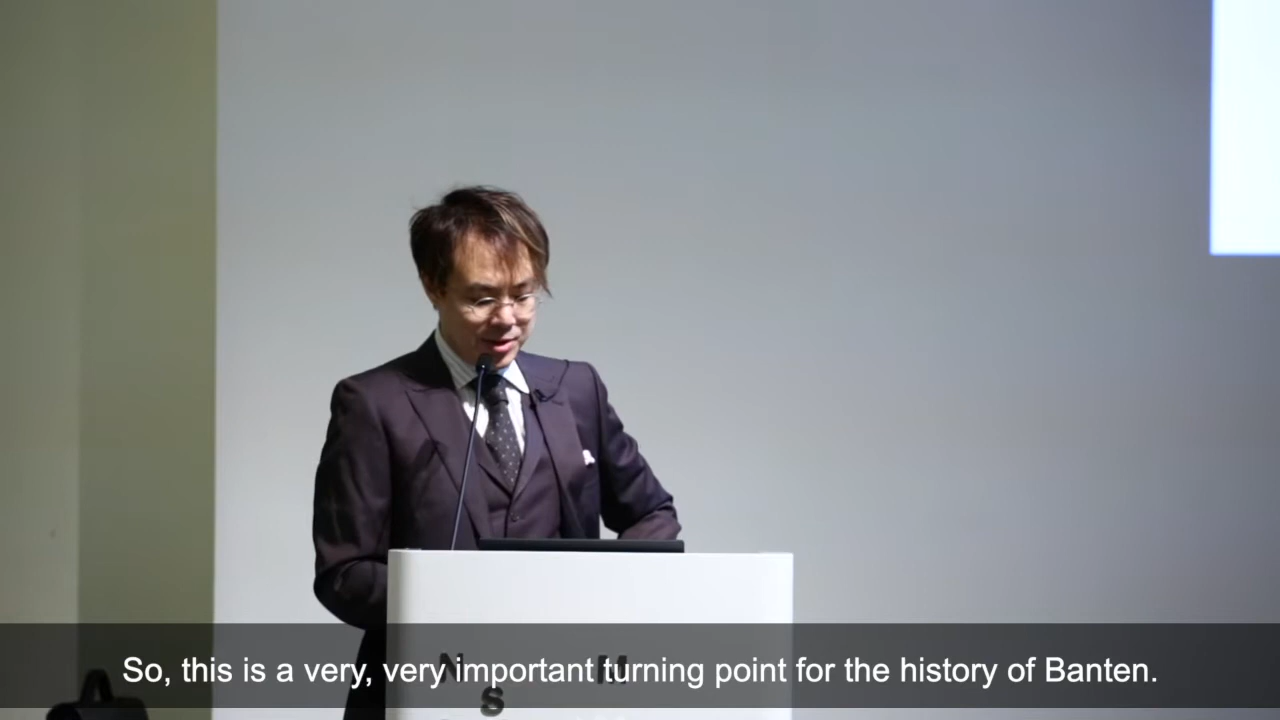 So, this is a very, very important turning point for the history of Banten.
N M
S